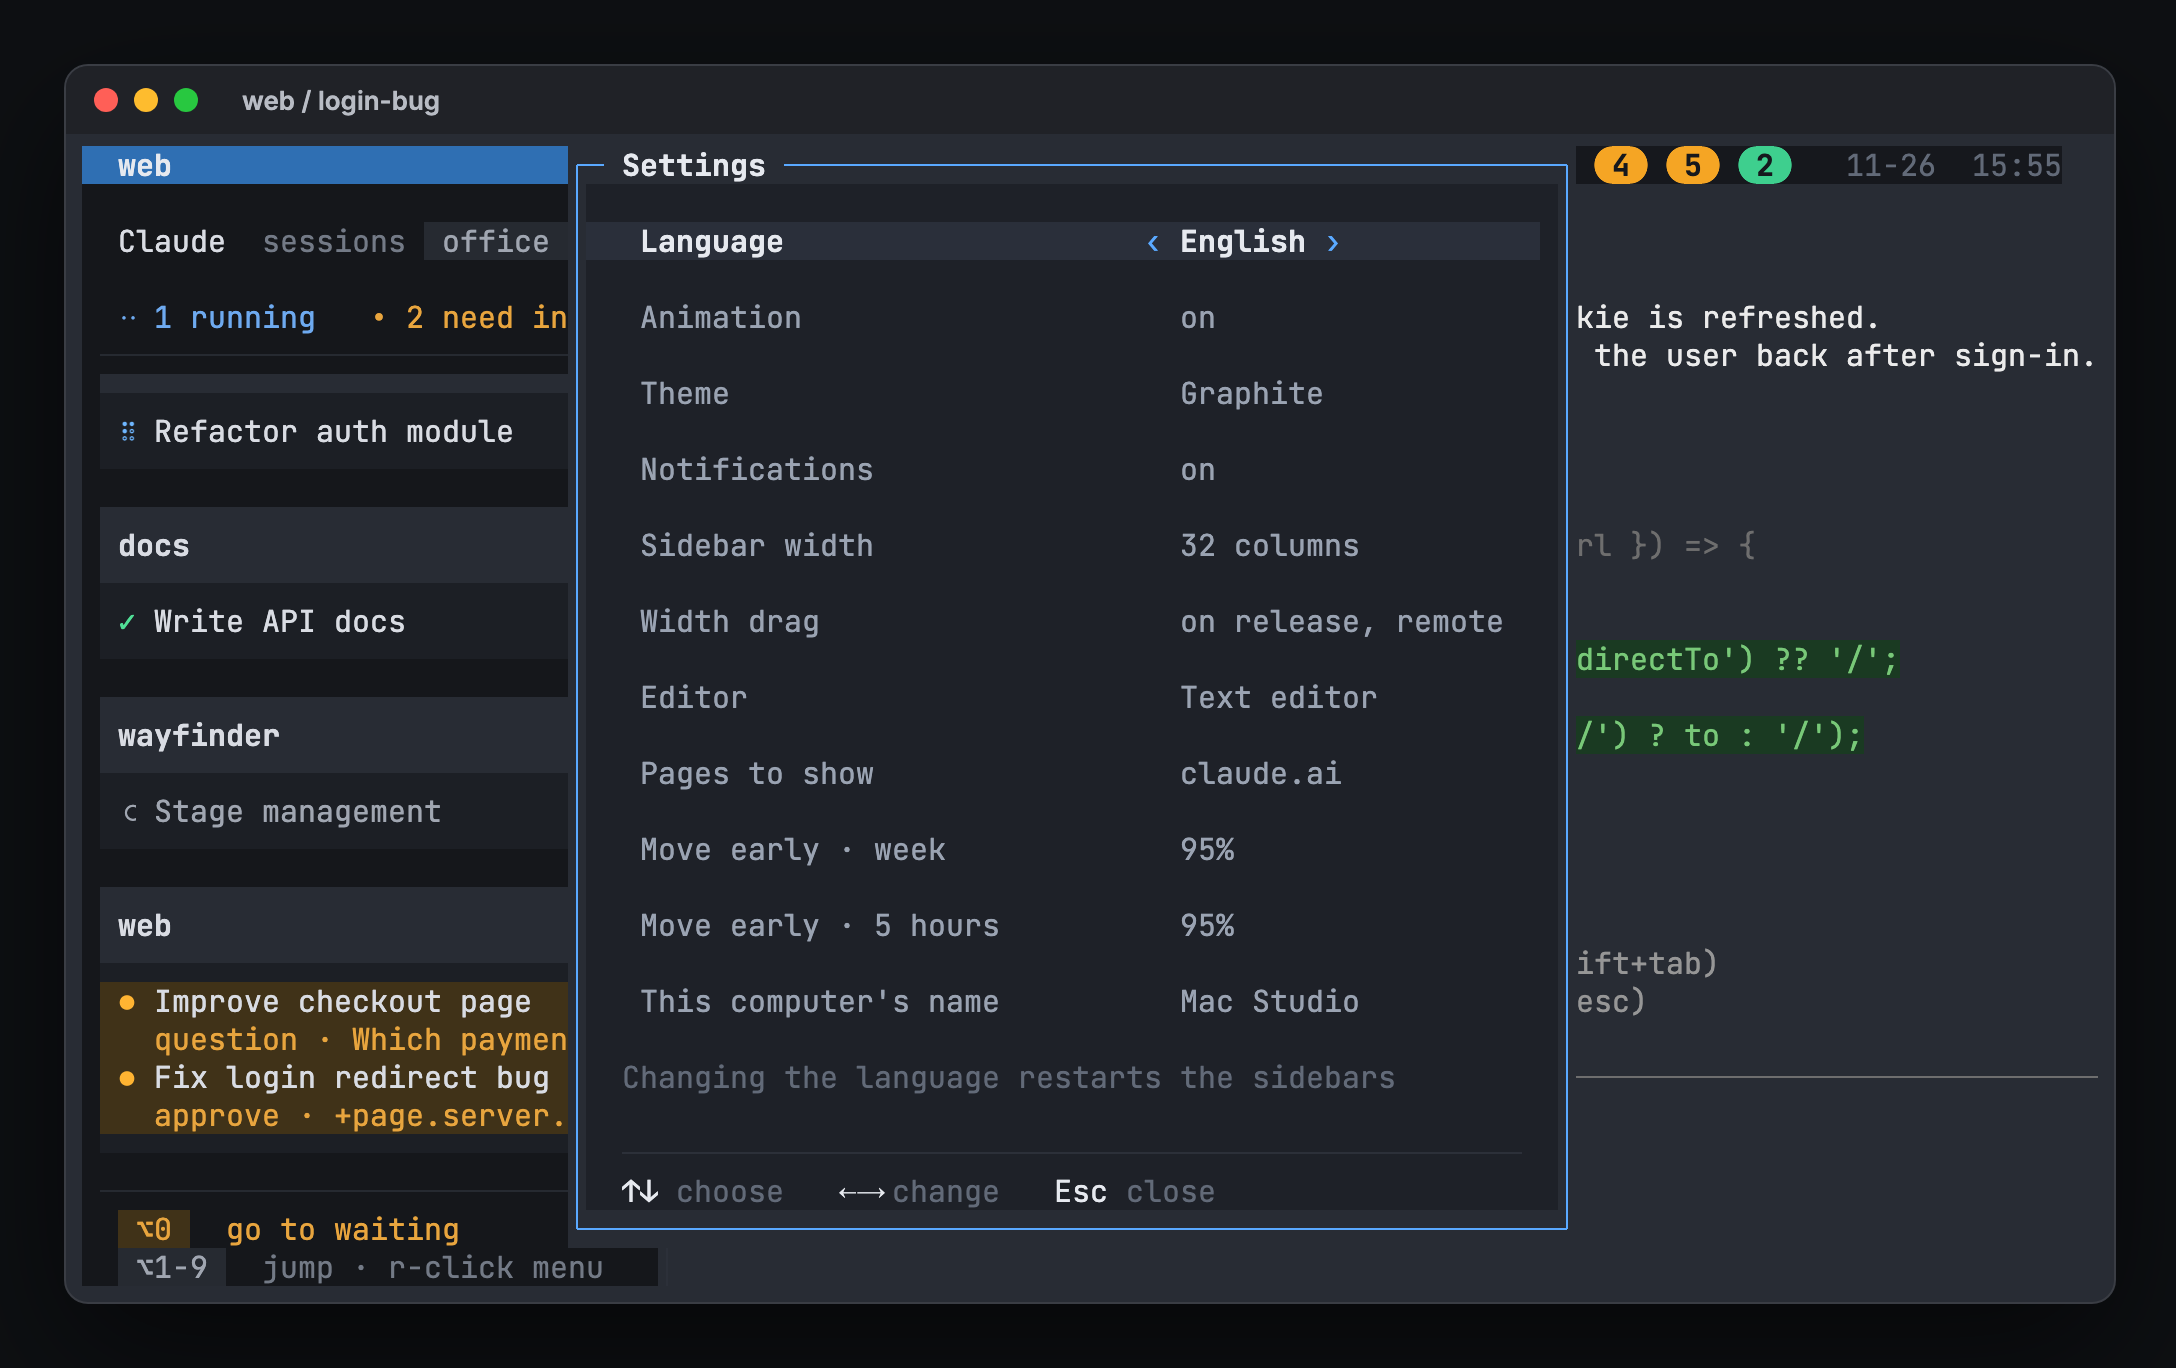 web / login-bug
web
4 5 2 11-26 15:55
Claude sessions office
·· 1 running • 2 need in
Refactor auth module
docs
✓ Write API docs
wayfinder
Stage management
web
● Improve checkout page
question · Which paymen
● Fix login redirect bug
approve · +page.server.
⌥0 go to waiting
⌥1-9 jump · r-click menu
Settings
Language ‹ English ›
Animation on
Theme Graphite
Notifications on
Sidebar width 32 columns
Width drag on release, remote
Editor Text editor
Pages to show claude.ai
Move early · week 95%
Move early · 5 hours 95%
This computer's name Mac Studio
Changing the language restarts the sidebars
↑↓ choose ←→ change Esc close
kie is refreshed.
the user back after sign-in.
rl }) => {
directTo') ?? '/';
/') ? to : '/');
ift+tab)
esc)